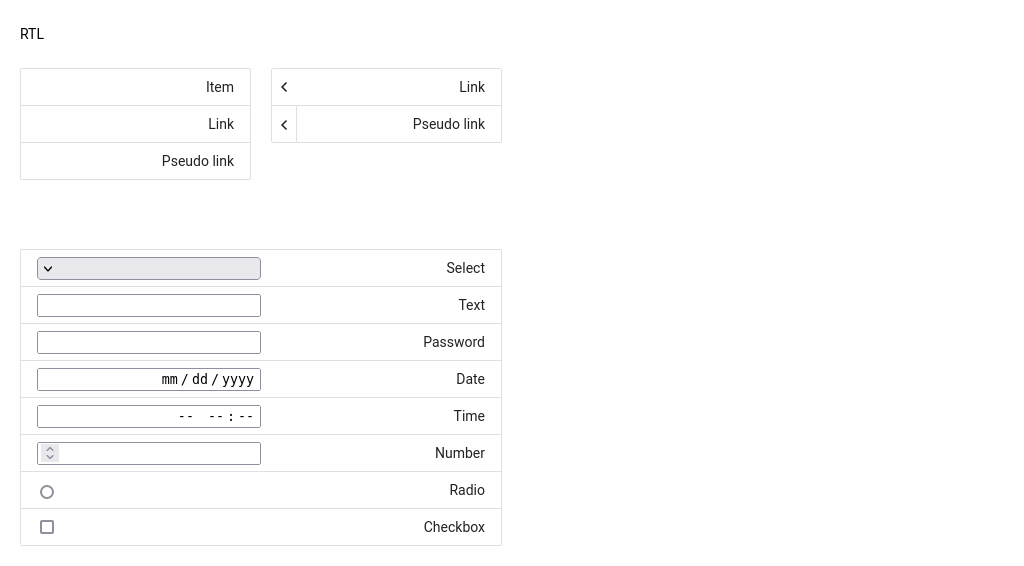 RTL
Item
Link
Pseudo link
Link
Pseudo link
Select
Text
Password
mm/dd/yyyy Date
-- --:-- Time
Number
Radio
Checkbox